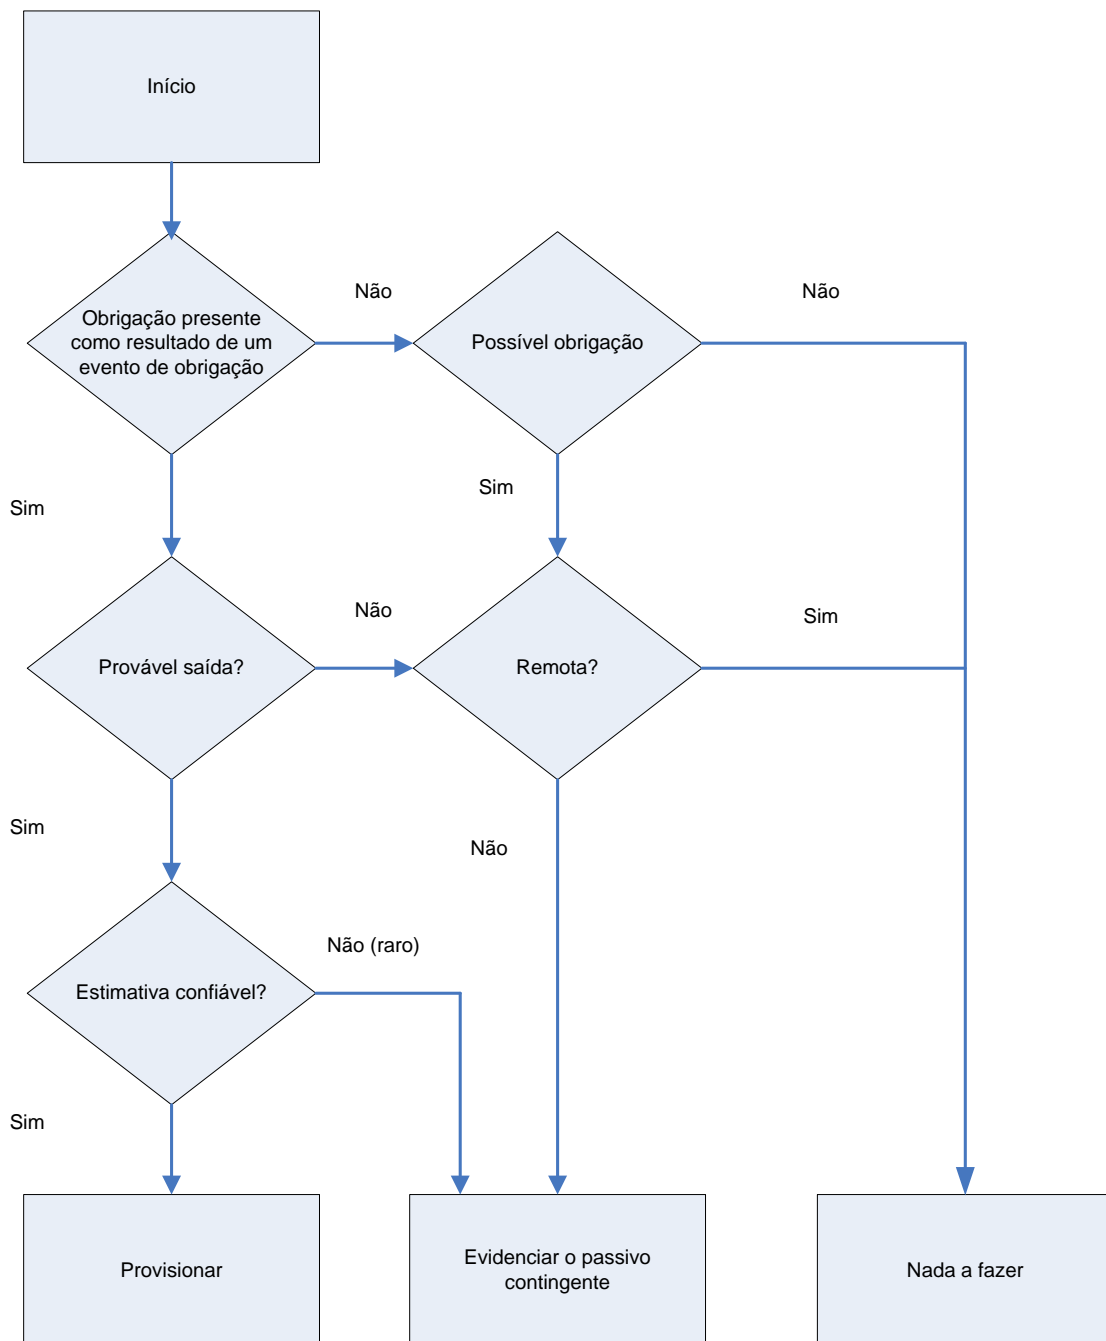 Início
Não
Não
Obrigação presente
como resultado de um
evento de obrigação
Possível obrigação
Sim
Sim
Não
Sim
Provável saída?
Remota?
Sim
Não
Não (raro)
Estimativa confiável?
Sim
Provisionar
Evidenciar o passivo
contingente
Nada a fazer